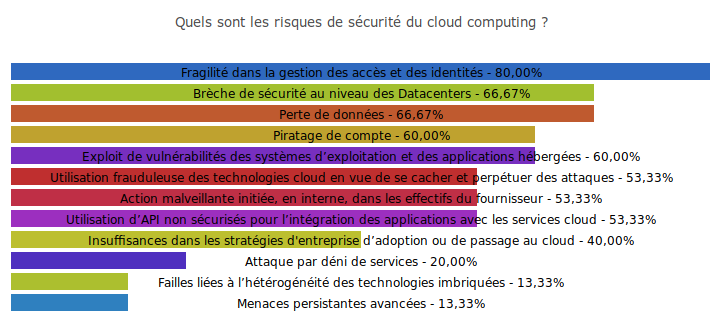 Quels sont les risques de sécurité du cloud computing ?
Fragilité dans la gestion des accès et des identités - 80,00%
Brèche de sécurité au niveau des Datacenters - 66,67%
Perte de données - 66,67%
Piratage de compte - 60,00%
Exploit de vulnérabilités des systèmes d’exploitation et des applications hébergées - 60,00%
Utilisation frauduleuse des technologies cloud en vue de se cacher et perpétuer des attaques - 53,33%
Action malveillante initiée, en interne, dans les effectifs du fournisseur - 53,33%
Utilisation d’API non sécurisés pour l’intégration des applications avec les services cloud - 53,33%
Insuffisances dans les stratégies d'entreprise d’adoption ou de passage au cloud - 40,00%
Attaque par déni de services - 20,00%
Failles liées à l’hétérogénéité des technologies imbriquées - 13,33%
Menaces persistantes avancées - 13,33%